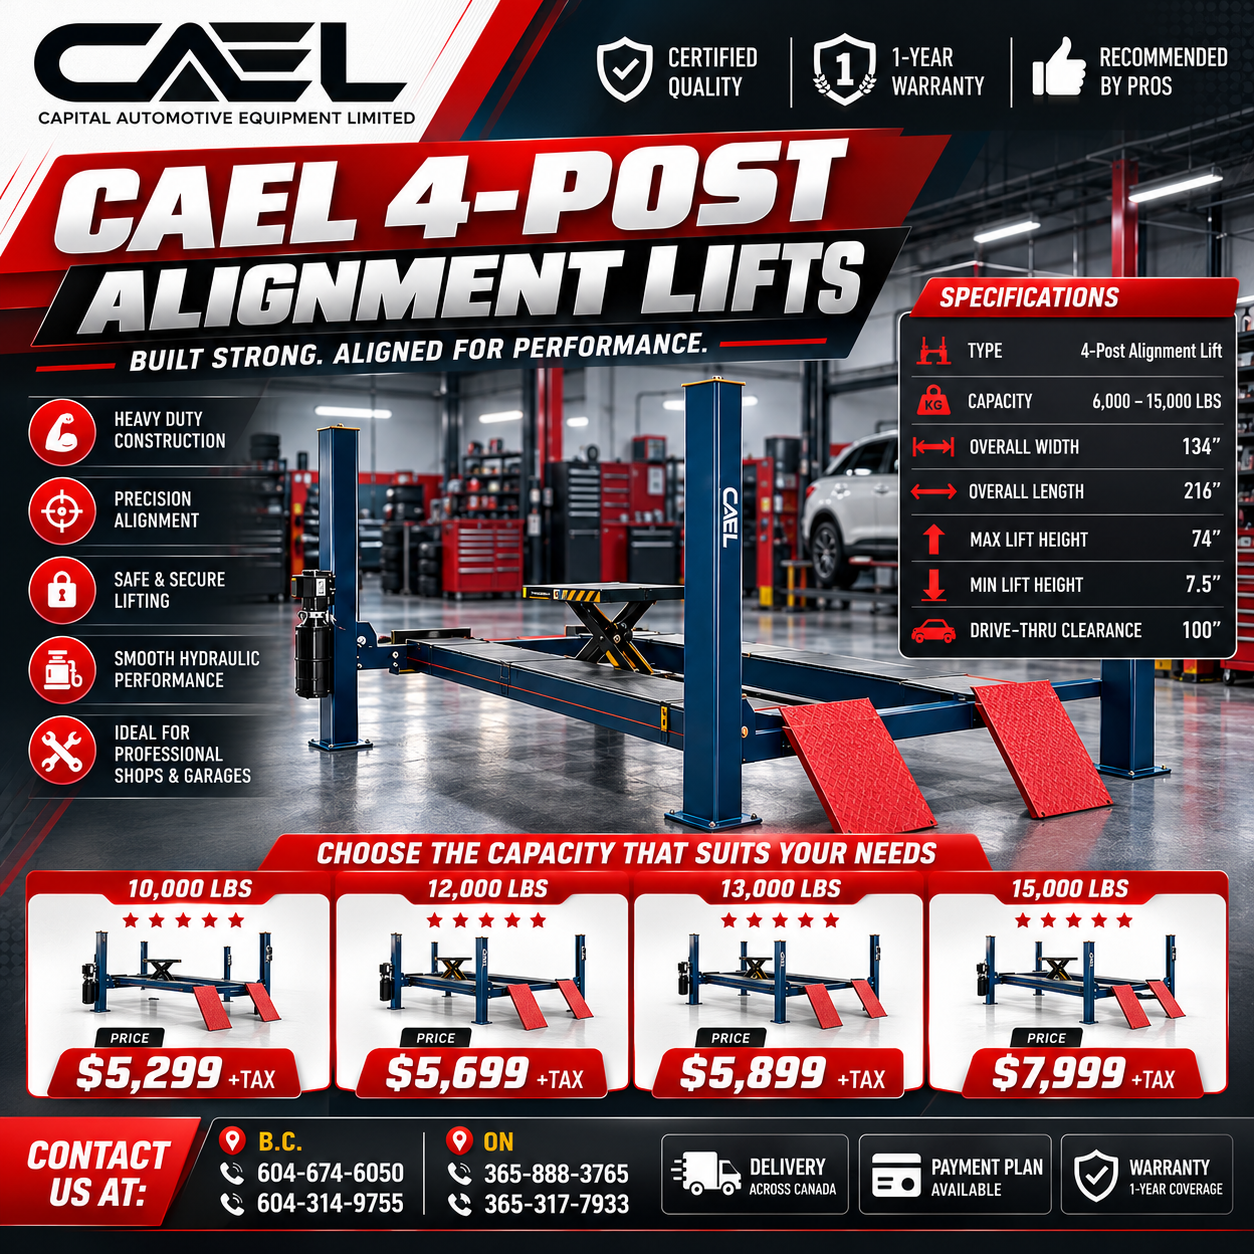 CAEL
CAPITAL AUTOMOTIVE EQUIPMENT LIMITED
CERTIFIED
QUALITY
1
1-YEAR
WARRANTY
RECOMMENDED
BY PROS
CAEL 4-POST
ALIGNMENT LIFTS
BUILT STRONG. ALIGNED FOR PERFORMANCE.
HEAVY DUTY
CONSTRUCTION
PRECISION
ALIGNMENT
SAFE & SECURE
LIFTING
SMOOTH HYDRAULIC
PERFORMANCE
IDEAL FOR
PROFESSIONAL
SHOPS & GARAGES
CAEL
SPECIFICATIONS
TYPE 4-Post Alignment Lift
KG CAPACITY 6,000 – 15,000 LBS
OVERALL WIDTH 134”
OVERALL LENGTH 216”
MAX LIFT HEIGHT 74”
MIN LIFT HEIGHT 7.5”
DRIVE-THRU CLEARANCE 100”
CHOOSE THE CAPACITY THAT SUITS YOUR NEEDS
10,000 LBS
PRICE
$5,299 +TAX
12,000 LBS
CAEL
PRICE
$5,699 +TAX
13,000 LBS
CAEL
PRICE
$5,899 +TAX
15,000 LBS
CAEL
PRICE
$7,999 +TAX
CONTACT
US AT:
B.C.
604-674-6050
604-314-9755
ON
365-888-3765
365-317-7933
DELIVERY
ACROSS CANADA
PAYMENT PLAN
AVAILABLE
WARRANTY
1-YEAR COVERAGE